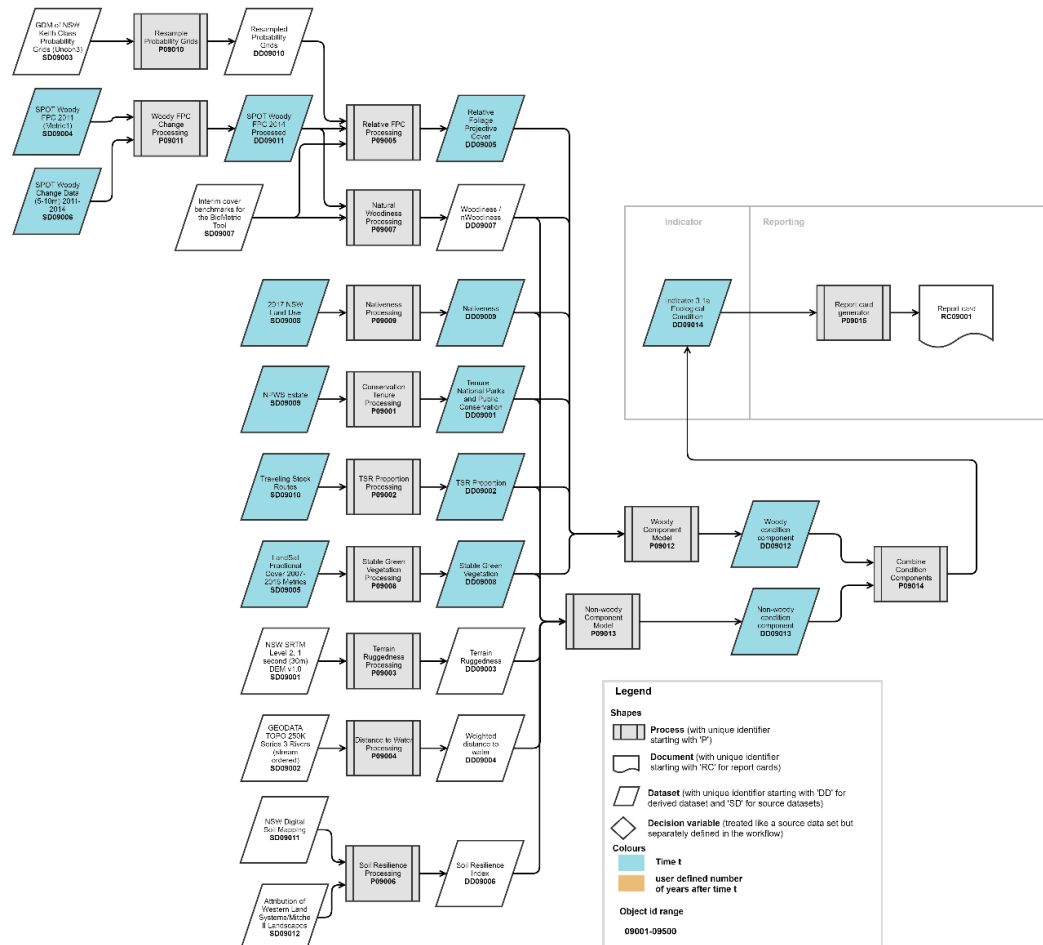 GDM of NSW
Keith Class
Probability Grids
(Uncon3)
SD09003
Resample
Probability Grids
P09010
Resampled
Probability
Grids
DD09010
SPOT Woody
FPC 2011
(Metric1)
SD09004
Woody FPC
Change
Processing
P09011
SPOT Woody
FPC 2014
Processed
DD09011
Relative FPC
Processing
P09005
Relative
Foliage
Projective
Cover
DD09005
SPOT Woody
Change Data
(5-10m) 2011-
2014
SD09006
Interim cover
benchmarks for
the BioMetric
Tool
SD09007
Natural
Woodiness
Processing
P09007
Woodiness /
nWoodiness
DD09007
Indicator
Reporting
2017 NSW
Land Use
SD09008
Nativeness
Processing
P09009
Nativeness
DD09009
Indicator 3.1a
Ecological
Condition
DD09014
Report card
generator
P09015
Report card
RC09001
NPWS Estate
SD09009
Conservation
Tenure
Processing
P09001
Tenure
National Parks
and Public
Conservation
DD09001
Traveling Stock
Routes
SD09010
TSR Proportion
Processing
P09002
TSR Proportion
DD09002
Woody
Component
Model
P09012
Woody
condition
component
DD09012
Combine
Condition
Components
P09014
Fractional
Cover 2007-
Metrics
SD09005
Stable Green
Vegetation
Processing
P09008
Stable Green
Vegetation
DD09008
Non-woody
Component
Model
P09013
Non-woody
condition
component
DD09013
NSW SRTM
Level 2, 1
second (30m)
DEM v1.0
SD09001
Terrain
Ruggedness
Processing
P09003
Terrain
Ruggedness
DD09003
GEODATA
TOPO 250K
Series 3 Rivers
(stream
ordered)
SD09002
Distance to Water
Processing
P09004
Weighted
distance to
water
DD09004
NSW Digital
Soil Mapping
SD09011
Soil Resilience
Processing
P09006
Soil Resilience
Index
DD09006
Attribution of
Western Land
Systems/Mitche
ll Landscapes
SD09012
Legend
Shapes
Process (with unique identifier
starting with 'P')
Document (with unique identifier
starting with 'RC' for report cards)
Dataset (with unique identifier starting with 'DD' for
derived dataset and 'SD' for source datasets)
Decision variable (treated like a source data set but
separately defined in the workflow)
Colours
Time t
user defined number
of years after time t
Object id range
09001-09500